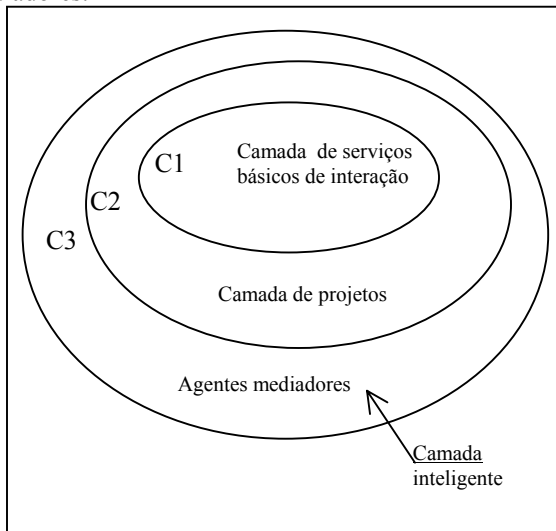 C1
Camada de serviços
básicos de interação
C2
C3
Camada de projetos
Agentes mediadores
Camada
inteligente